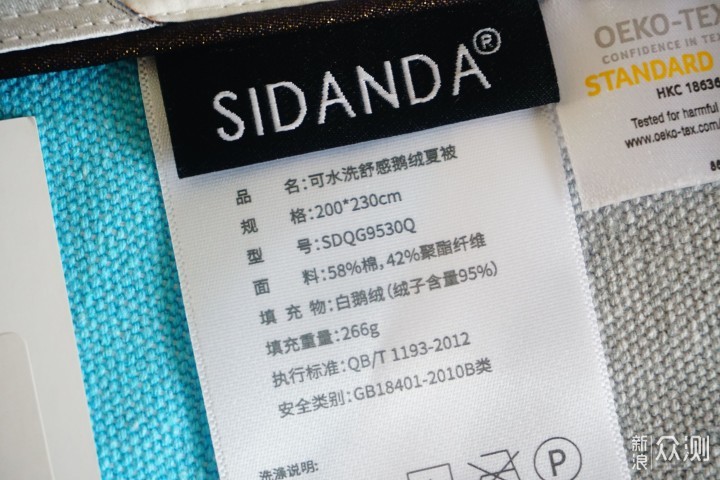 SIDANDA®
品 名:可水洗舒感鹅绒夏被
规 格:200*230cm
型 号:SDQG9530Q
面 料:58%棉,42%聚酯纤维
填 充 物:白鹅绒(绒子含量95%)
填充重量:266g
执行标准:QB/T 1193-2012
安全类别:GB18401-2010B类
洗涤说明:
P
OEKO-TEX
CONFIDENCE IN TE
STANDARD
HKC 18636
Tested for harmful
www.oeko-tex.com/
新浪众测